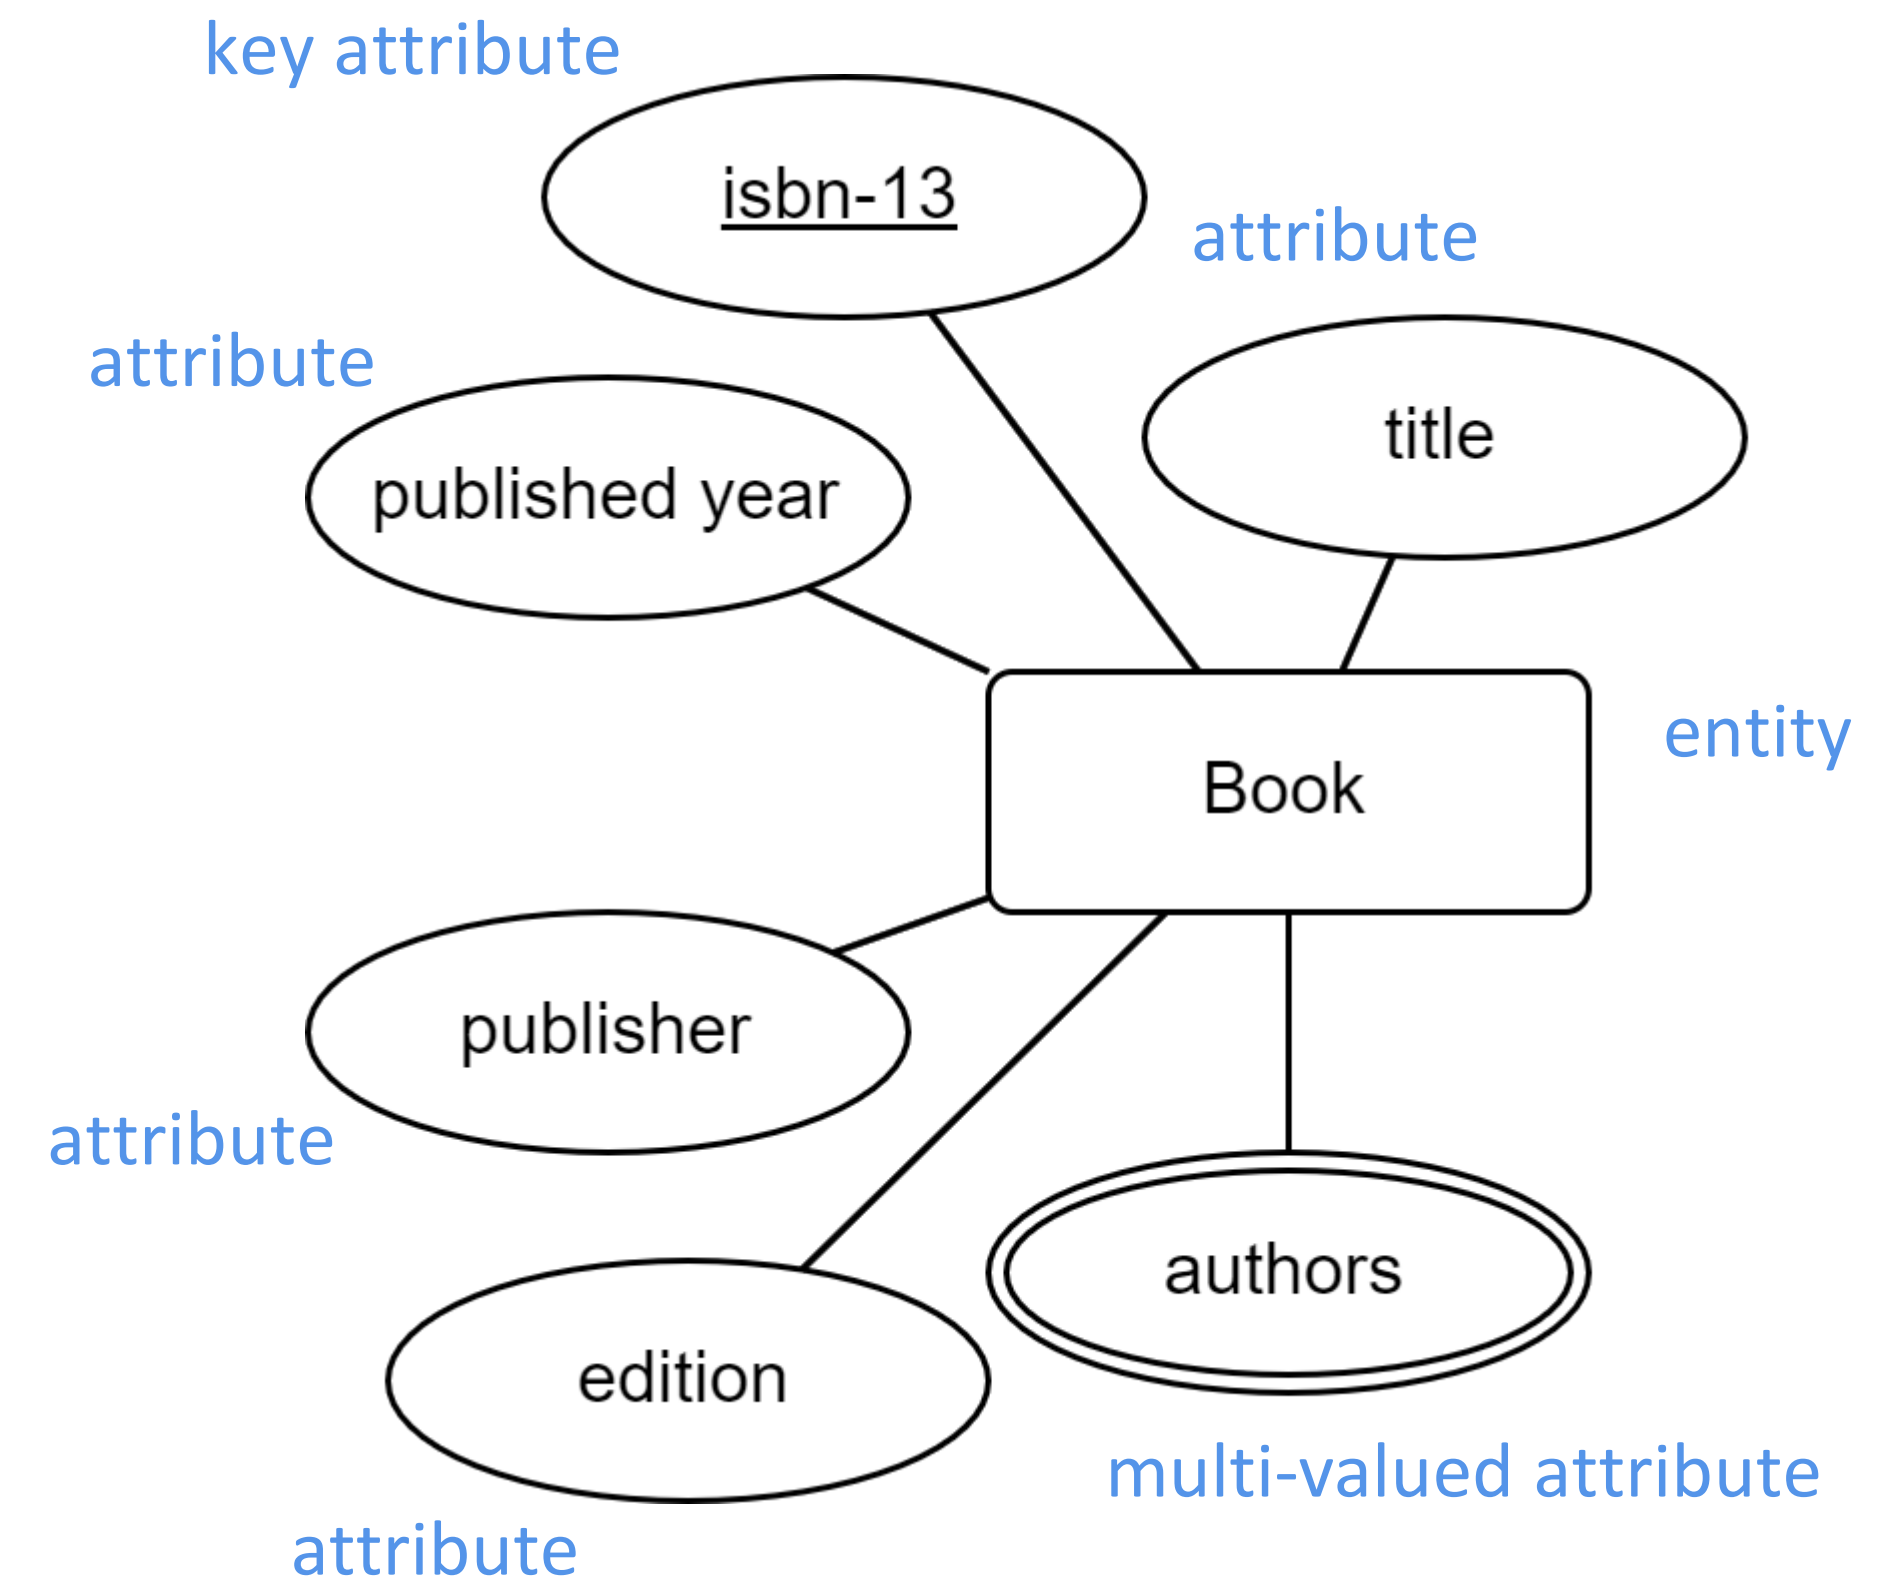 key attribute
isbn-13
attribute
attribute
title
published year
entity
Book
publisher
attribute
authors
edition
multi-valued attribute
attribute